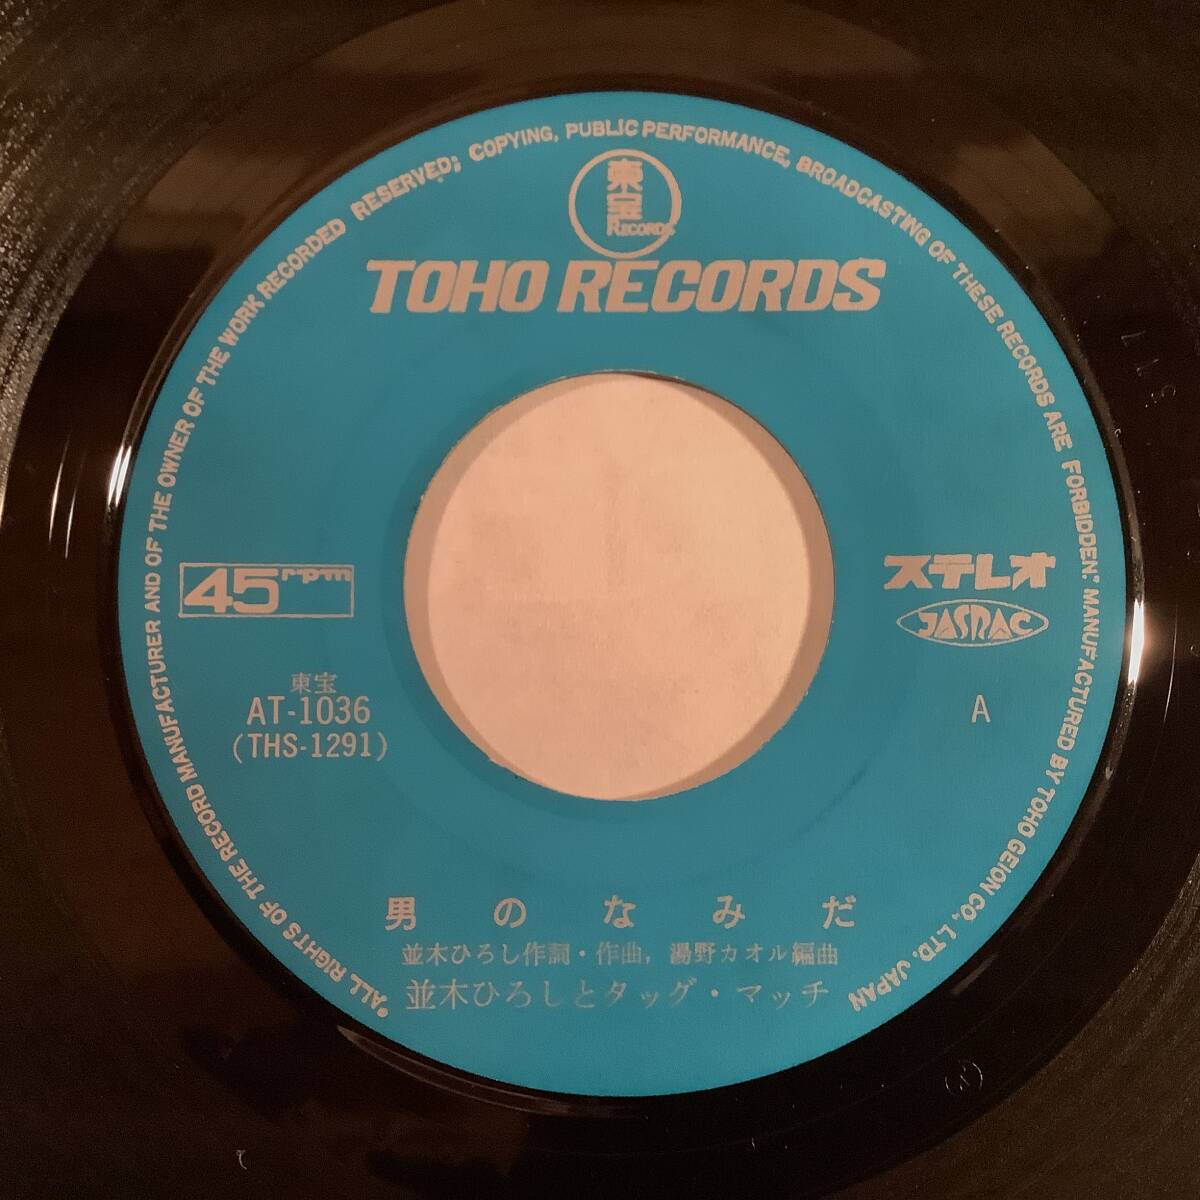 *ALL RIGHTS OF THE RECORD MANUFACTURER AND OF THE OWNER OF THE WORK RECORDED RESERVED; COPYING, PUBLIC PERFORMANCE, BROADCASTING OF THESE RECORDS ARE FORBIDDEN. MANUFACTURED BY TOHO GEION CO., LTD. JAPAN
東宝
RECORDS
TOHO RECORDS
45 rpm
ステレオ
JASRAC
東宝
AT-1036
(THS-1291)
A
男のなみだ
並木ひろし作詞・作曲, 湯野カオル編曲
並木ひろしとタッグ・マッチ